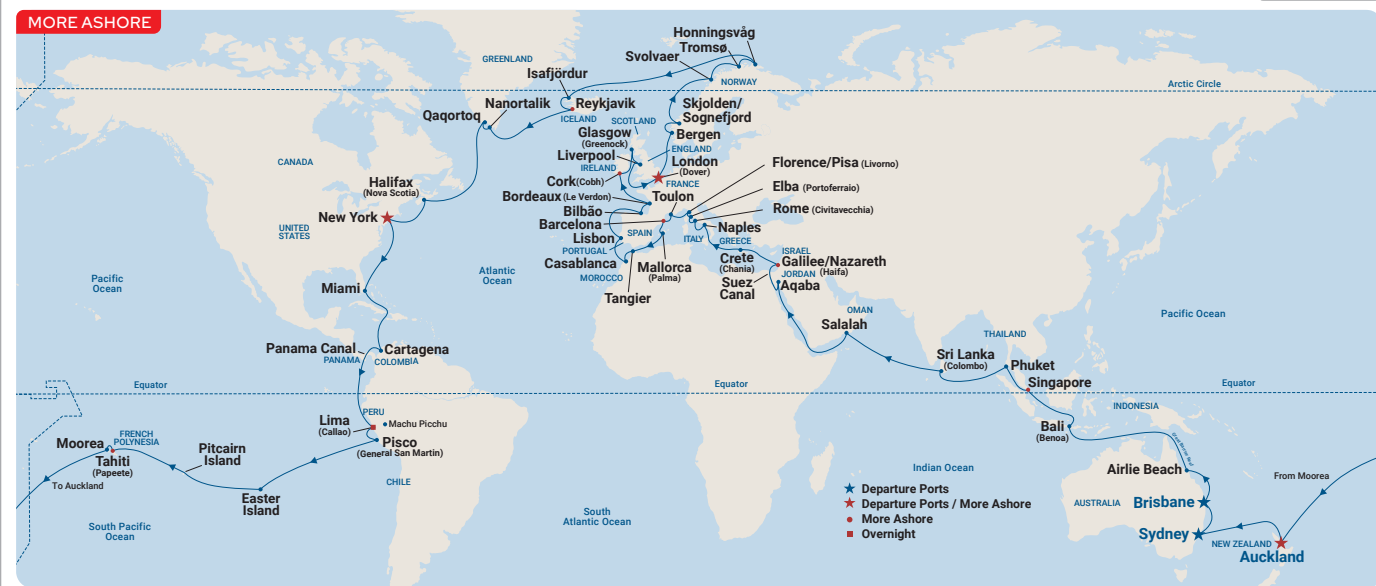 MORE ASHORE
Honningsvåg
Tromsø
Svolvaer
NORWAY
GREENLAND
Isafjördur
Arctic Circle
Nanortalik
Reykjavik
ICELAND
Qaqortoq
SCOTLAND
Skjolden/
Sognefjord
Glasgow
(Greenock)
Bergen
ENGLAND
Liverpool
London
(Dover)
IRELAND
Cork(Cobh)
FRANCE
CANADA
Florence/Pisa (Livorno)
Halifax
(Nova Scotia)
Elba (Portoferraio)
Bordeaux (Le Verdon)
Toulon
Bilbão
Rome (Civitavecchia)
New York
Barcelona
UNITED
STATES
Naples
Lisbon
SPAIN
ITALY
GREECE
PORTUGAL
ISRAEL
Casablanca
MOROCCO
Mallorca
(Palma)
Crete
(Chania)
Galilee/Nazareth
(Haifa)
JORDAN
Suez
Canal
Aqaba
Tangier
Pacific
Ocean
Atlantic
Ocean
Miami
OMAN
Salalah
Pacific Ocean
THAILAND
Panama Canal
PANAMA
Cartagena
COLOMBIA
Sri Lanka
(Colombo)
Phuket
Singapore
Equator
Equator
Equator
INDONESIA
PERU
Lima
(Callao)
Machu Picchu
Bali
(Benoa)
Great Barrier Reef
FRENCH
POLYNESIA
Moorea
Tahiti
(Papeete)
Pitcairn
Island
Pisco
(General San Martin)
To Auckland
CHILE
Easter
Island
Indian Ocean
Airlie Beach
From Moorea
South Pacific
Ocean
South
Atlantic Ocean
Departure Ports
Departure Ports / More Ashore
More Ashore
Overnight
AUSTRALIA
Brisbane
Sydney
NEW ZEALAND
Auckland